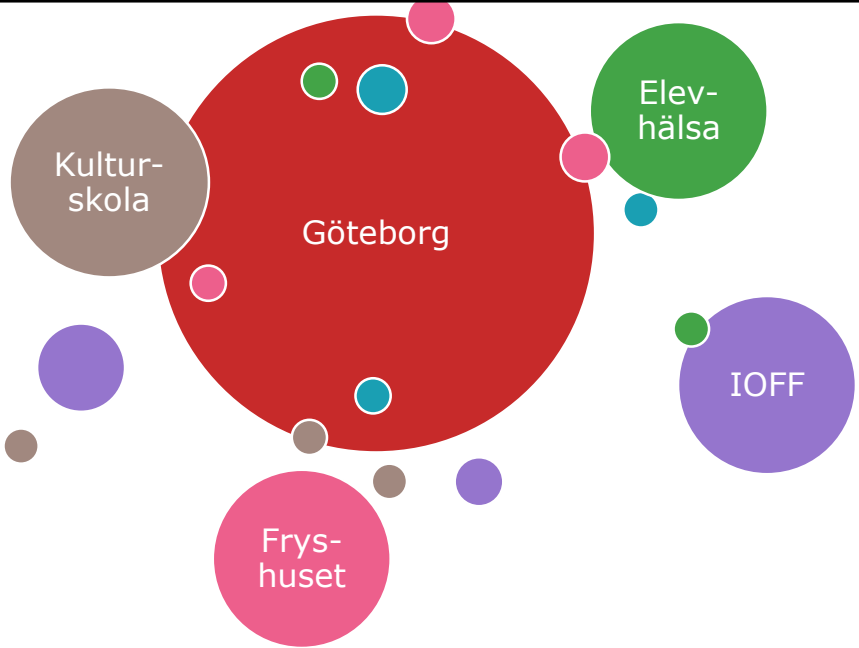 Elev-
hälsa
Kultur-
skola
Göteborg
IOFF
Frys-
huset